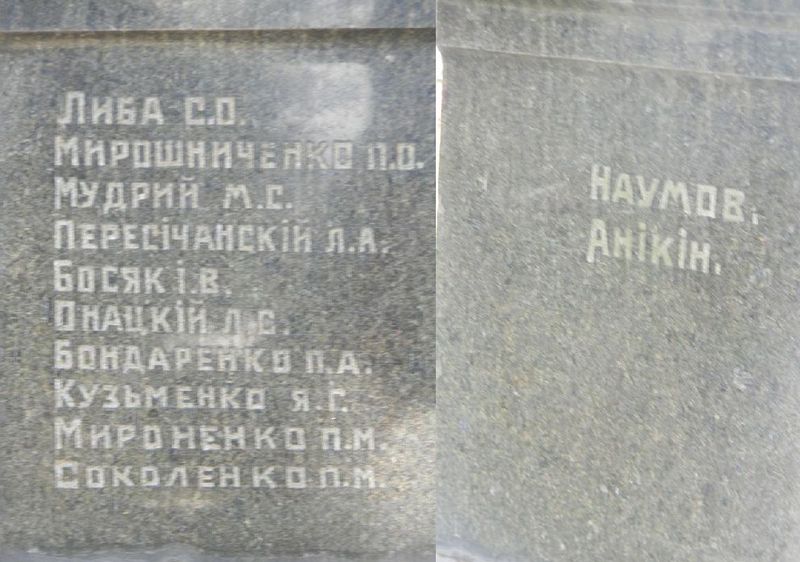 Либа С.О.
Мирошниченко П.О.
Мудрий М.С.
Пересічанскій Л.А.
Босяк І.В.
Онацкій Л.С.
Бондаренко П.А.
Кузьменко Я.Г.
Мироненко П.М.
Соколенко П.М.
Наумов.
Анікін.